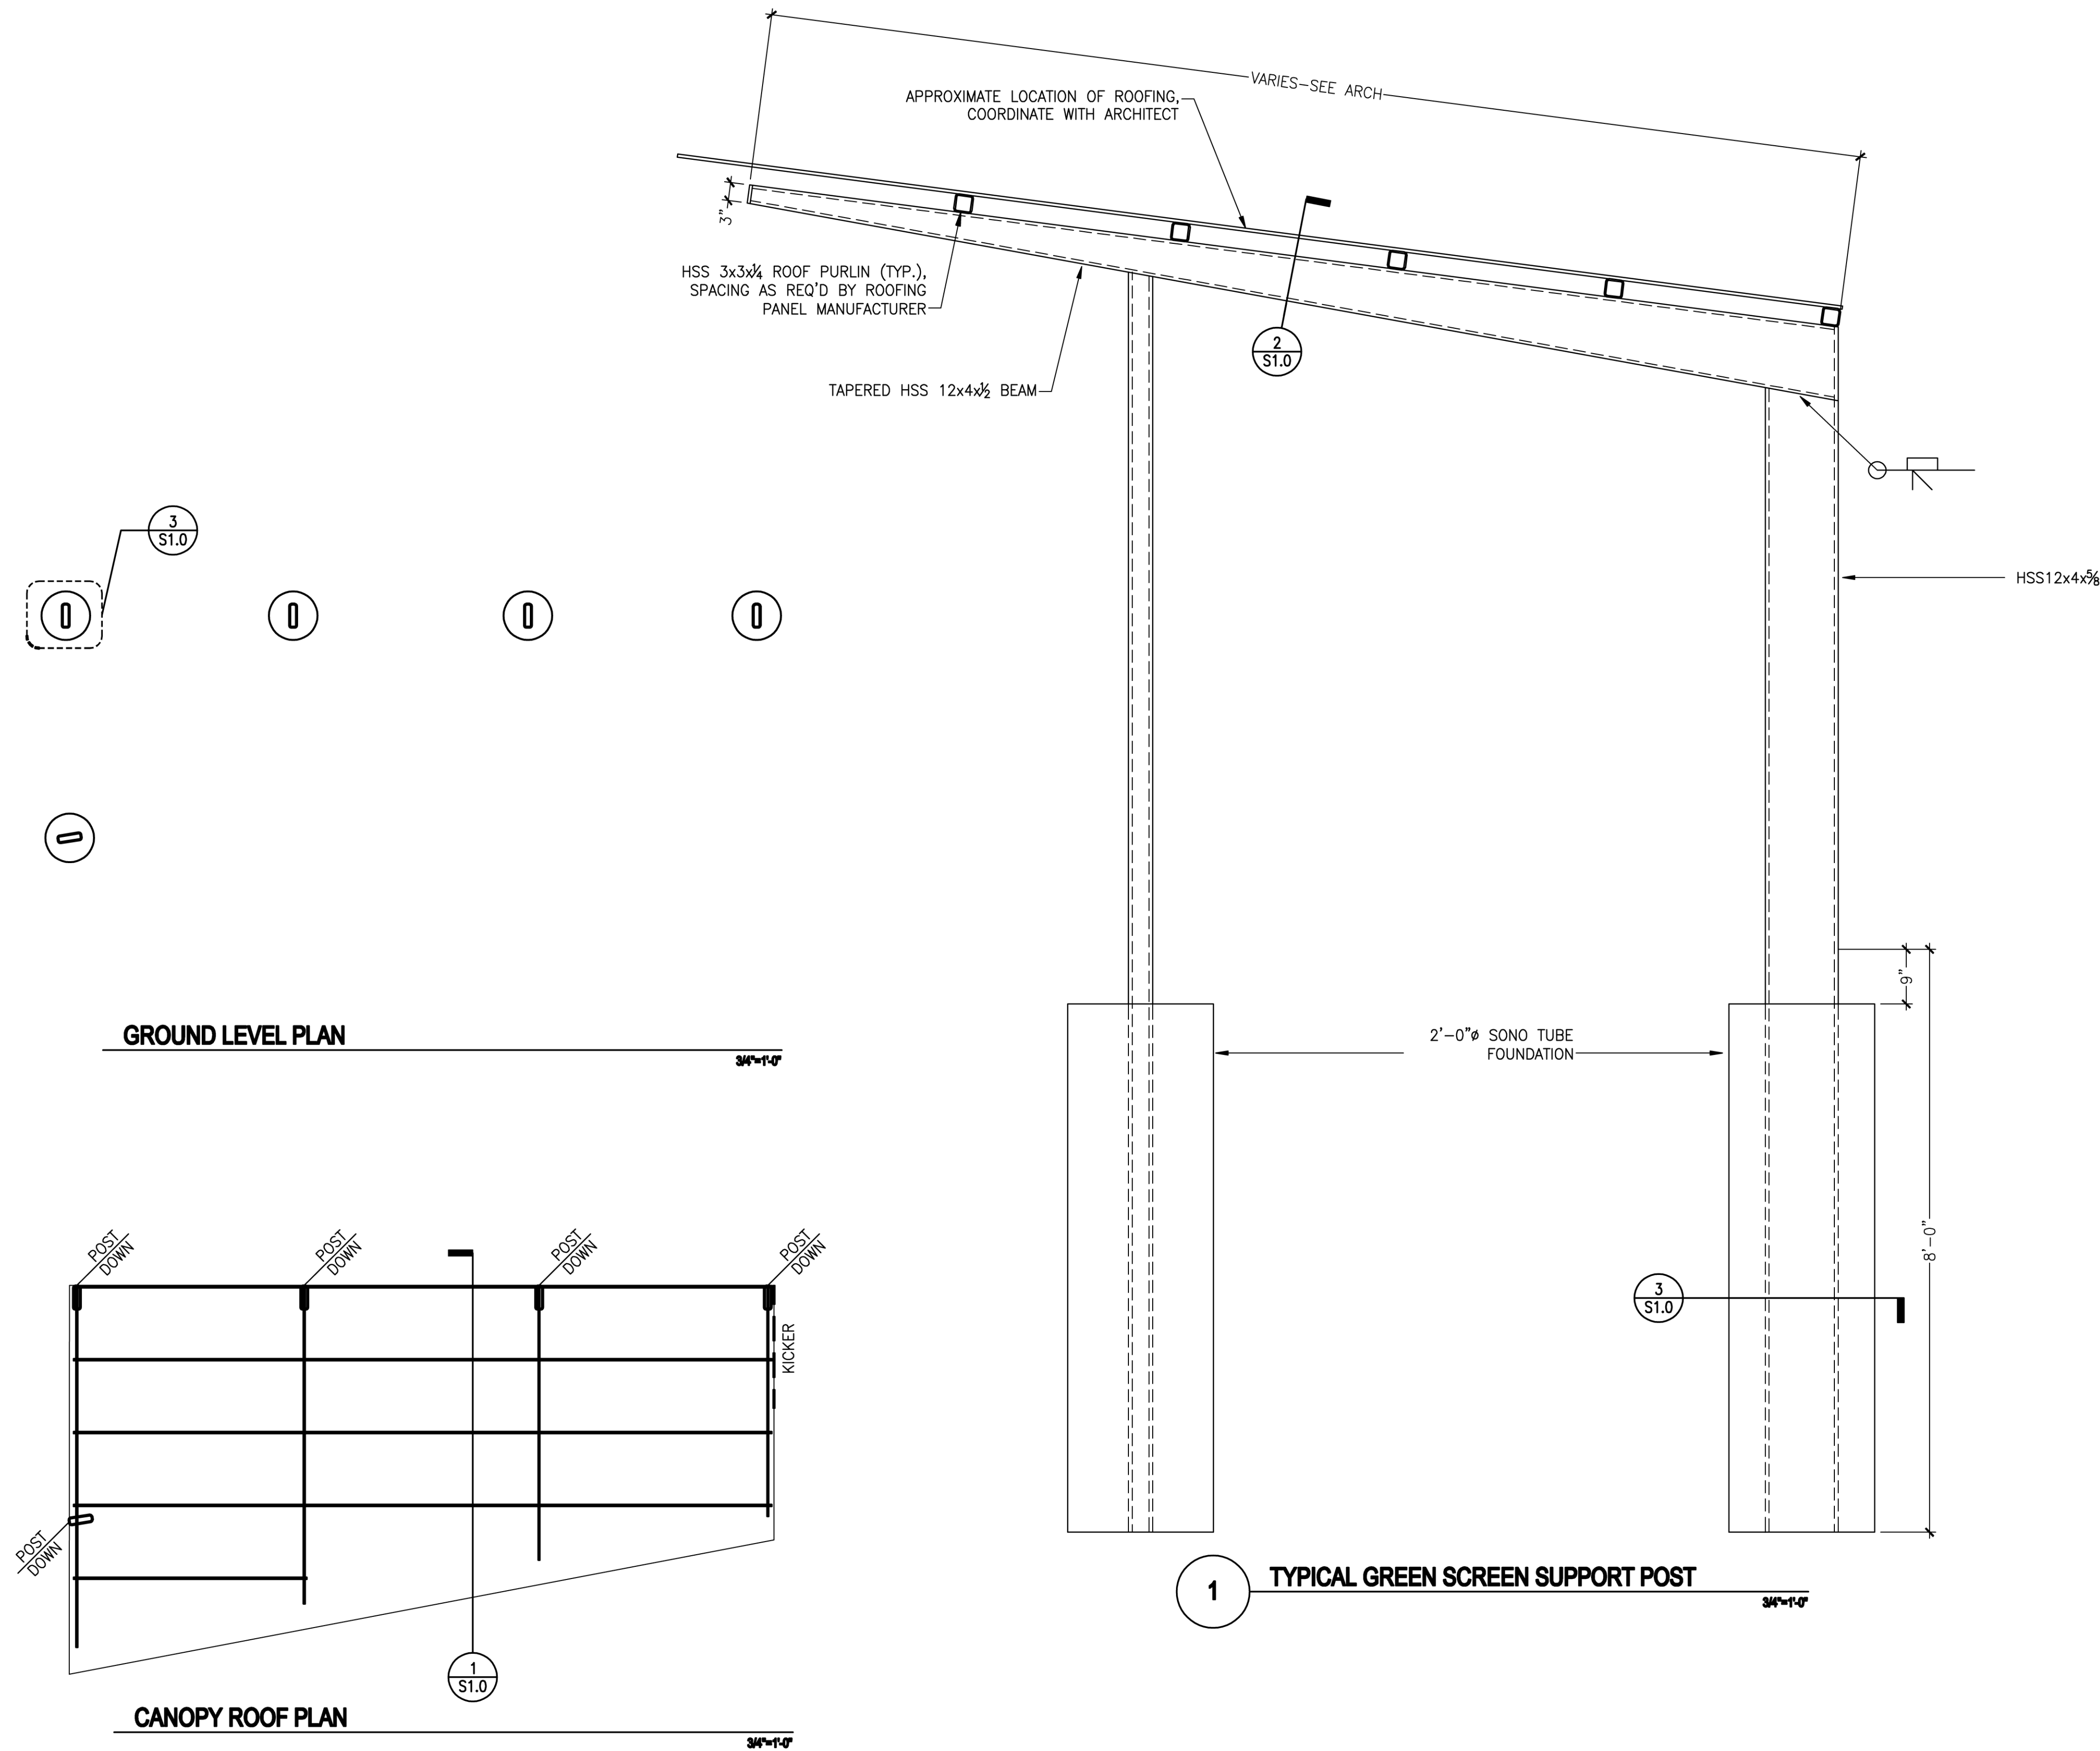 VARIES-SEE ARCH
APPROXIMATE LOCATION OF ROOFING,
COORDINATE WITH ARCHITECT
3"
HSS 3x3x¼ ROOF PURLIN (TYP.),
SPACING AS REQ'D BY ROOFING
PANEL MANUFACTURER
2
S1.0
TAPERED HSS 12x4x½ BEAM
3
S1.0
HSS12x4x⅝
9"
2'-0"ø SONO TUBE
FOUNDATION
8'-0"
3
S1.0
1
TYPICAL GREEN SCREEN SUPPORT POST
3/4"=1'-0"
GROUND LEVEL PLAN
3/4"=1'-0"
POST
DOWN
POST
DOWN
POST
DOWN
POST
DOWN
KICKER
POST
DOWN
1
S1.0
CANOPY ROOF PLAN
3/4"=1'-0"